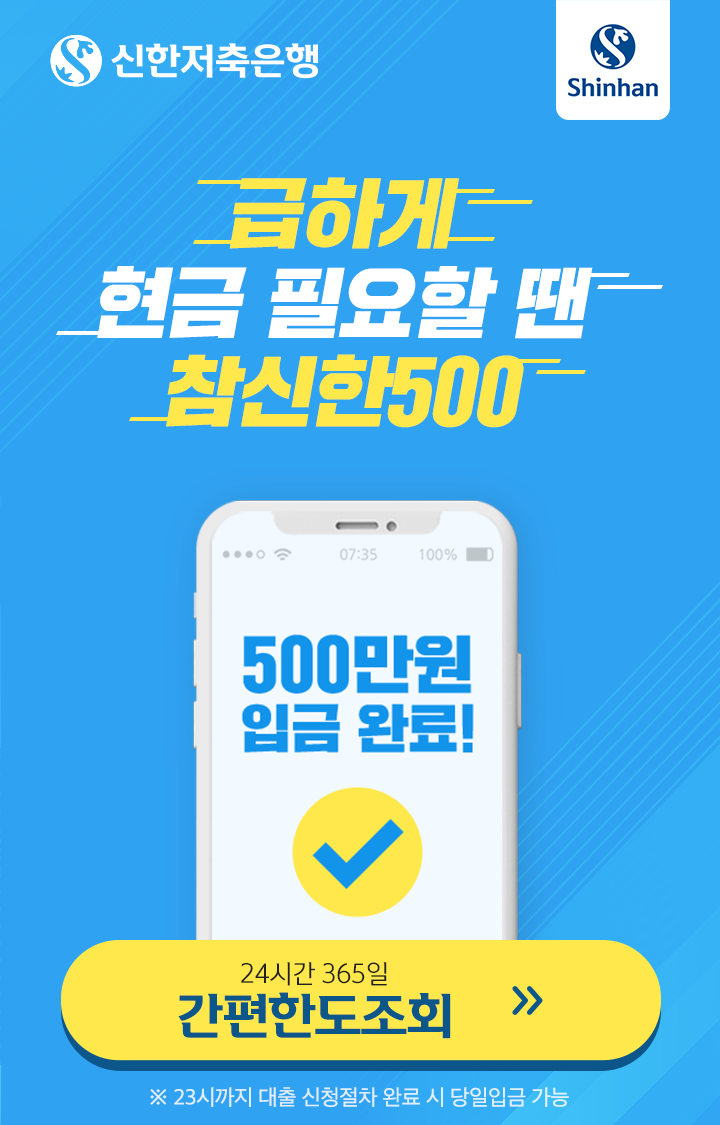 신한저축은행
Shinhan
급하게
현금 필요할 땐
참신한500
07:35 100%
500만원
입금 완료!
24시간 365일
간편한도조회
※ 23시까지 대출 신청절차 완료 시 당일입금 가능